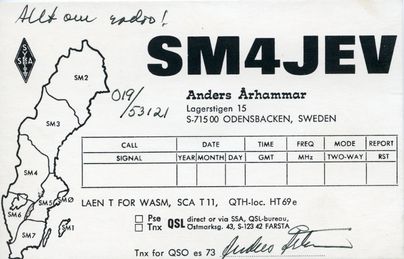 Allt om radio!
SM4JEV
SSA
Anders Århammar
Lagerstigen 15
S-715 00 ODENSBACKEN, SWEDEN
019/
53121
SM2
SM3
SM4
SM5
SMØ
SM6
SM1
SM7
CALL DATE TIME FREQ MODE REPORT
SIGNAL YEAR MONTH DAY GMT MHz TWO-WAY RST
LAEN T FOR WASM, SCA T 11, QTH-loc. HT69e
Pse
Tnx
QSL direct or via SSA, QSL-bureau,
Ostmarksg. 43, S-123 42 FARSTA
Tnx for QSO es 73